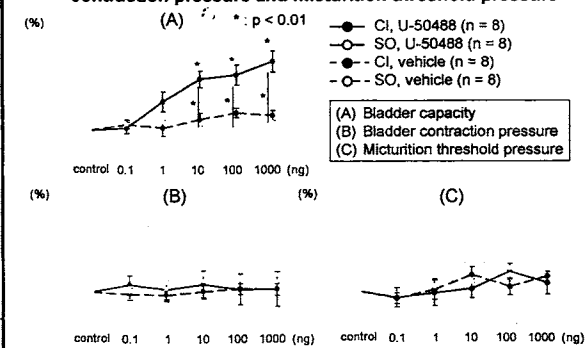 contraction pressure and micturition threshold pressure
(%)
(A)
* : p < 0.01
CI, U-50488 (n = 8)
SO, U-50488 (n = 8)
CI, vehicle (n = 8)
SO, vehicle (n = 8)
(A) Bladder capacity
(B) Bladder contraction pressure
(C) Micturition threshold pressure
* * *
* * *
control 0.1 1 10 100 1000 (ng)
(%)
(B)
control 0.1 1 10 100 1000 (ng)
(%)
(C)
control 0.1 1 10 100 1000 (ng)